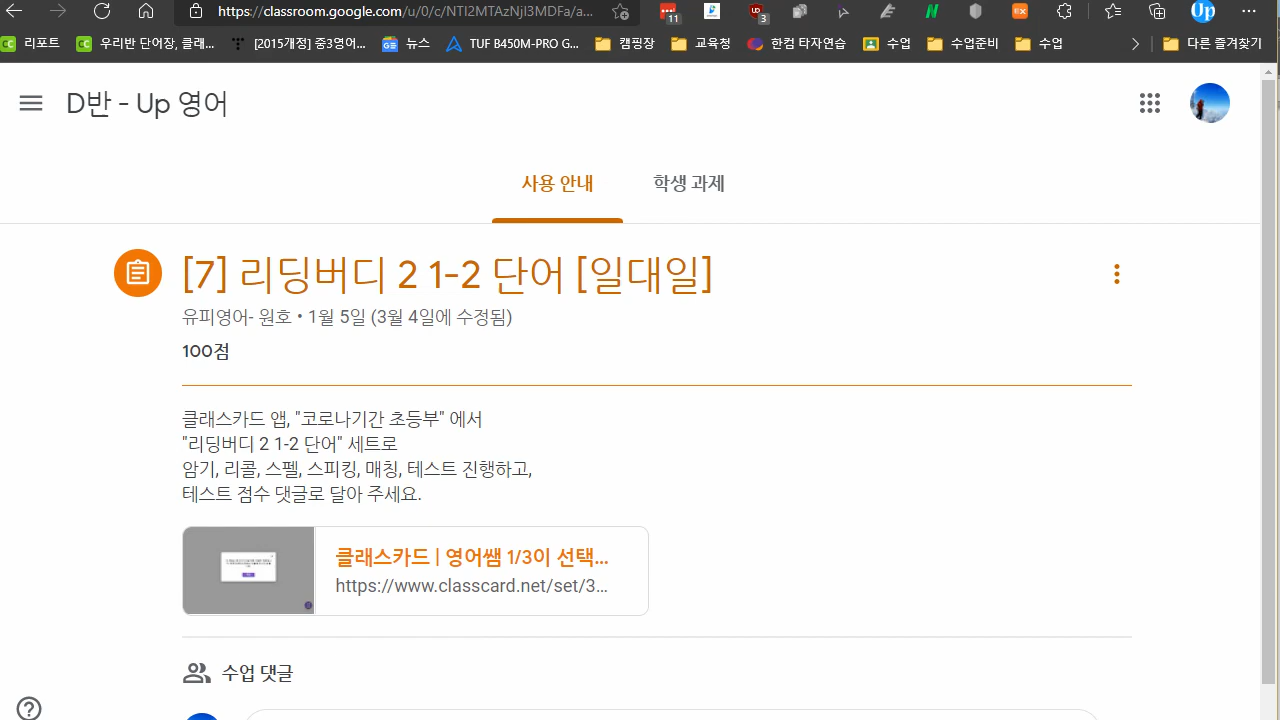 https://classroom.google.com/u/0/c/NTI2MTAzNjI3MDFa/a...
11
3
Up
리포트
우리반 단어장, 클래...
[2015개정] 중3영어...
뉴스
TUF B450M-PRO G...
캠핑장
교육청
한컴 타자연습
수업
수업준비
수업
다른 즐겨찾기
D반 - Up 영어
사용 안내
학생 과제
[7] 리딩버디 2 1-2 단어 [일대일]
유피영어- 원호 • 1월 5일 (3월 4일에 수정됨)
100점
클래스카드 앱, "코로나기간 초등부" 에서
"리딩버디 2 1-2 단어" 세트로
암기, 리콜, 스펠, 스피킹, 매칭, 테스트 진행하고,
테스트 점수 댓글로 달아 주세요.
클래스카드 | 영어쌤 1/3이 선택...
https://www.classcard.net/set/3...
수업 댓글